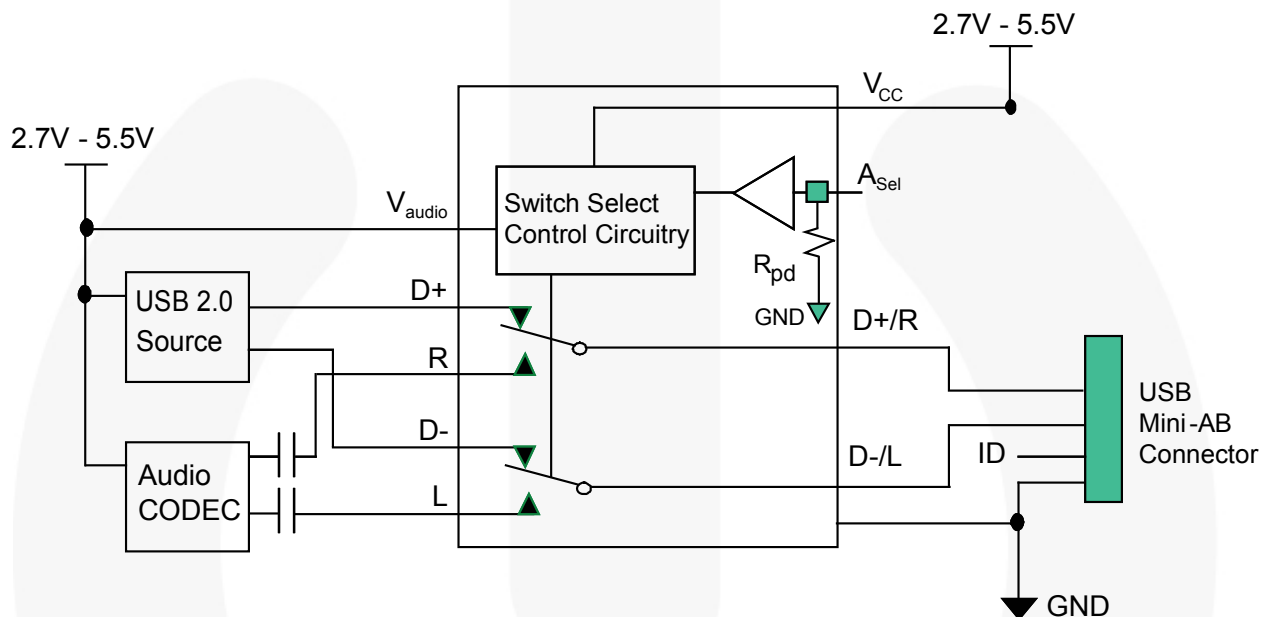 2.7V - 5.5V
V_CC
2.7V - 5.5V
A_Sel
V_audio
Switch Select
Control Circuitry
R_pd
GND
D+
USB 2.0
Source
D+/R
R
USB
Mini-AB
Connector
D-
D-/L
ID
Audio
CODEC
L
GND